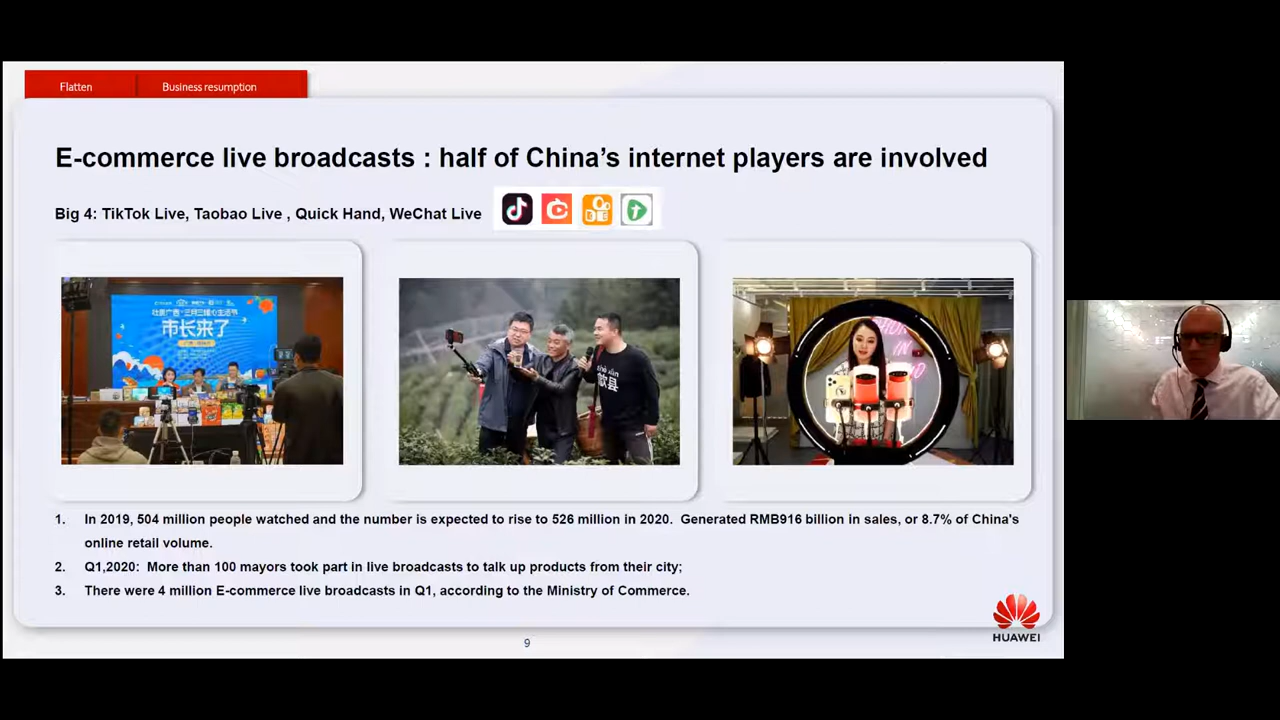 Flatten Business resumption
E-commerce live broadcasts : half of China's internet players are involved
Big 4: TikTok Live, Taobao Live , Quick Hand, WeChat Live
市长来了
歙县
1. In 2019, 504 million people watched and the number is expected to rise to 526 million in 2020. Generated RMB916 billion in sales, or 8.7% of China's
online retail volume.
2. Q1,2020: More than 100 mayors took part in live broadcasts to talk up products from their city;
3. There were 4 million E-commerce live broadcasts in Q1, according to the Ministry of Commerce.
HUAWEI
9